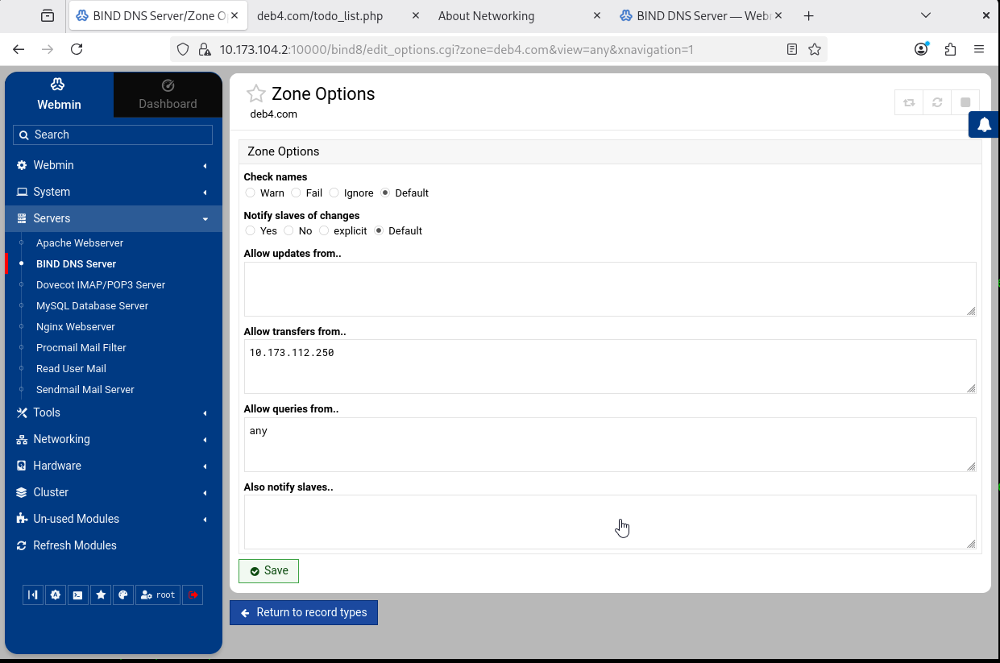 BIND DNS Server/Zone O
deb4.com/todo_list.php
About Networking
BIND DNS Server — Web
10.173.104.2:10000/bind8/edit_options.cgi?zone=deb4.com&view=any&xnavigation=1
Webmin
Dashboard
Search
Webmin
System
Servers
Apache Webserver
BIND DNS Server
Dovecot IMAP/POP3 Server
MySQL Database Server
Nginx Webserver
Procmail Mail Filter
Read User Mail
Sendmail Mail Server
Tools
Networking
Hardware
Cluster
Un-used Modules
Refresh Modules
root
Zone Options
deb4.com
Zone Options
Check names
Warn Fail Ignore Default
Notify slaves of changes
Yes No explicit Default
Allow updates from..
Allow transfers from..
10.173.112.250
Allow queries from..
any
Also notify slaves..
Save
Return to record types